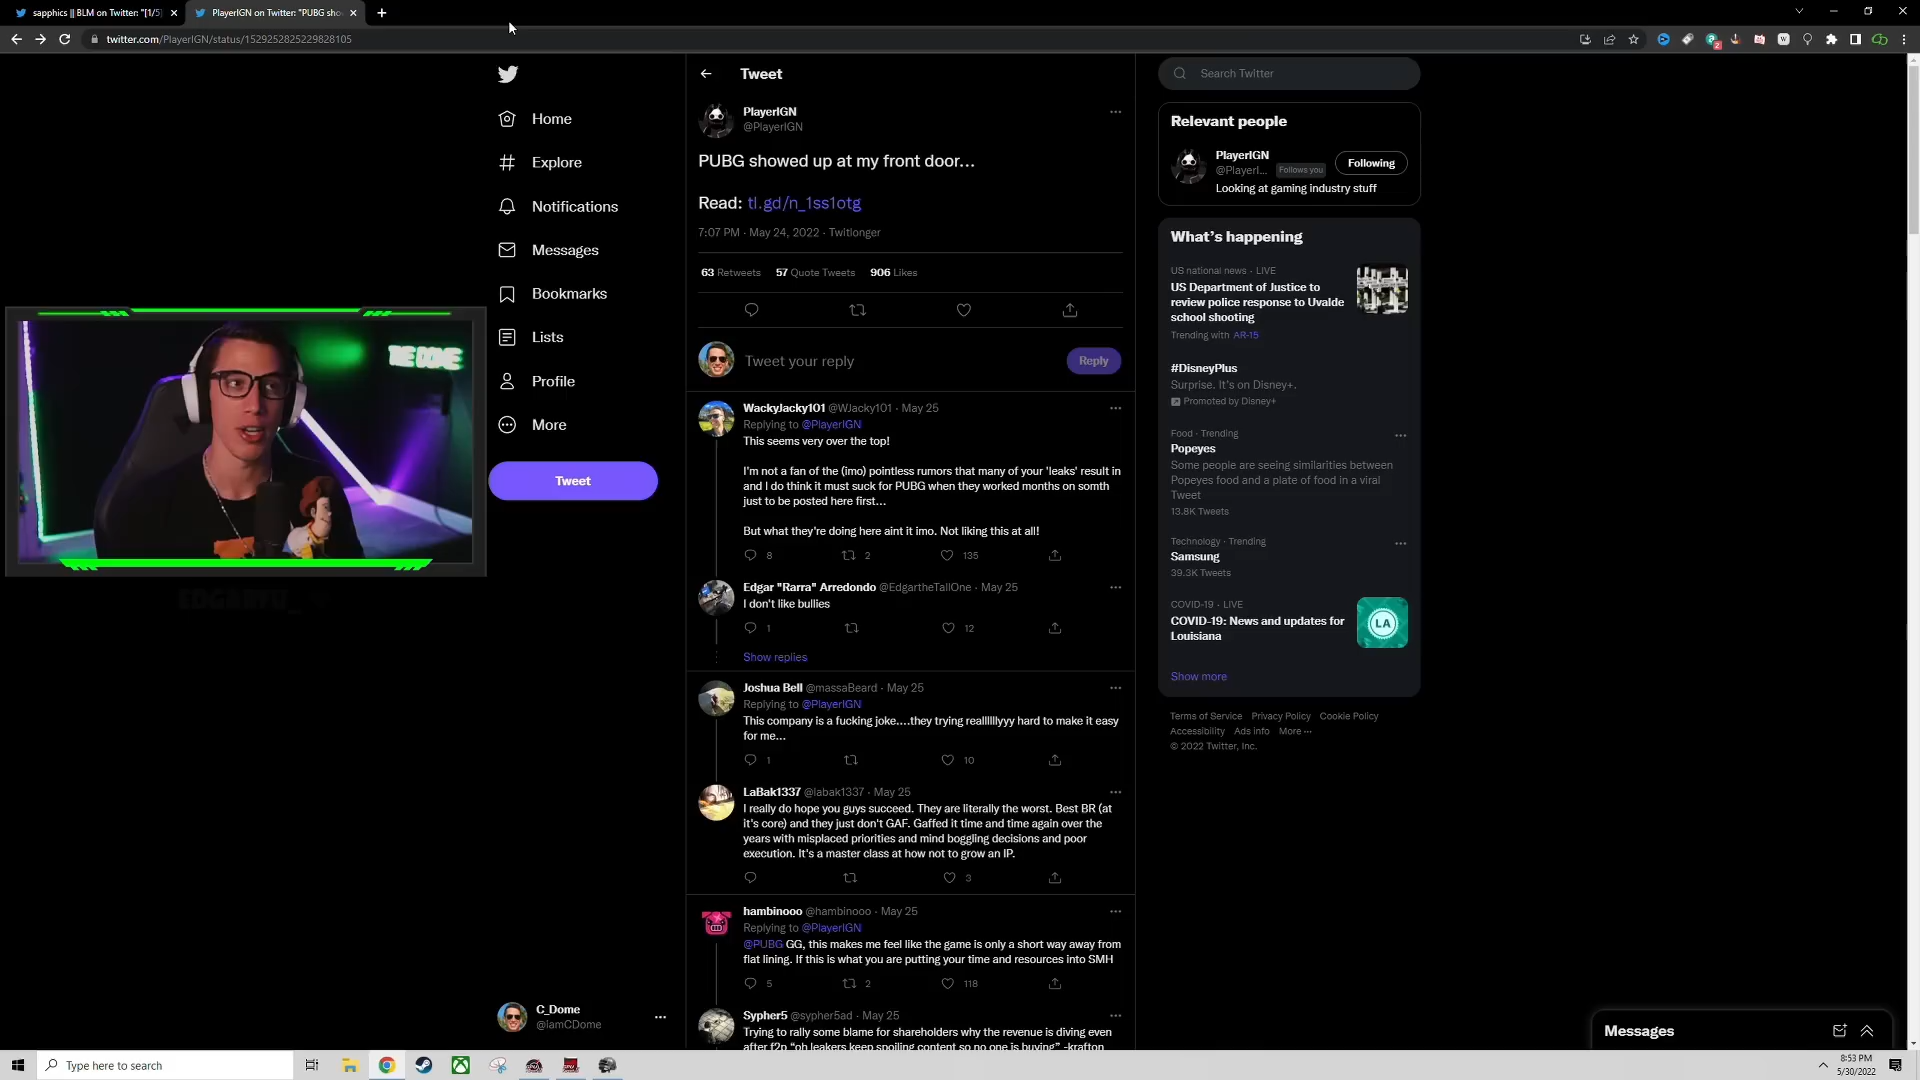 sapphics || BLM on Twitter: "[1/5]
PlayerIGN on Twitter: "PUBG sho
twitter.com/PlayerIGN/status/1529252825229828105
Home
Explore
Notifications
Messages
Bookmarks
Lists
Profile
More
Tweet
C_Dome
@IamCDome
THE DOME
Tweet
PlayerIGN
@PlayerIGN
PUBG showed up at my front door...
Read: tl.gd/n_1ss1otg
7:07 PM · May 24, 2022 · Twitlonger
63 Retweets 57 Quote Tweets 906 Likes
Tweet your reply
Reply
WackyJacky101 @WJacky101 · May 25
Replying to @PlayerIGN
This seems very over the top!
I'm not a fan of the (imo) pointless rumors that many of your 'leaks' result in
and I do think it must suck for PUBG when they worked months on somth
just to be posted here first...
But what they're doing here aint it imo. Not liking this at all!
8 2 135
Edgar "Rarra" Arredondo @EdgartheTallOne · May 25
I don't like bullies
1 12
Show replies
Joshua Bell @massaBeard · May 25
Replying to @PlayerIGN
This company is a fucking joke....they trying reallllllyyy hard to make it easy
for me...
1 10
LaBak1337 @labak1337 · May 25
I really do hope you guys succeed. They are literally the worst. Best BR (at
it's core) and they just don't GAF. Gaffed it time and time again over the
years with misplaced priorities and mind boggling decisions and poor
execution. It's a master class at how not to grow an IP.
3
hambinooo @hambinooo · May 25
Replying to @PlayerIGN
@PUBG GG, this makes me feel like the game is only a short way away from
flat lining. If this is what you are putting your time and resources into SMH
5 2 118
Sypher5 @sypher5ad · May 25
Trying to rally some blame for shareholders why the revenue is diving even
after f2p "oh leakers keep spoiling content so no one is buying" -krafton
Search Twitter
Relevant people
PlayerIGN
@PlayerI... Follows you
Following
Looking at gaming industry stuff
What's happening
US national news · LIVE
US Department of Justice to
review police response to Uvalde
school shooting
Trending with AR-15
#DisneyPlus
Surprise. It's on Disney+.
Promoted by Disney+
Food · Trending
Popeyes
Some people are seeing similarities between
Popeyes food and a plate of food in a viral
Tweet
13.8K Tweets
Technology · Trending
Samsung
39.3K Tweets
COVID-19 · LIVE
COVID-19: News and updates for
Louisiana
LA
Show more
Terms of Service Privacy Policy Cookie Policy
Accessibility Ads info More ···
© 2022 Twitter, Inc.
Messages
Type here to search
8:53 PM
5/30/2022